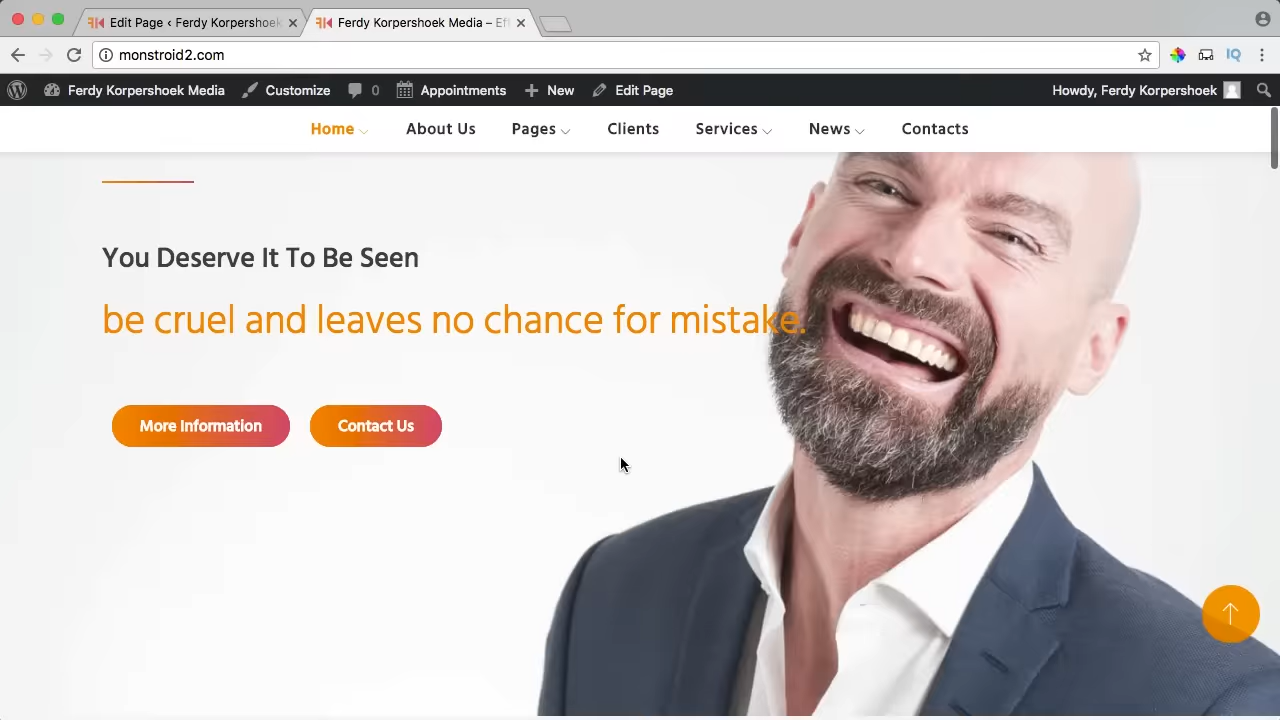 Edit Page ‹ Ferdy Korpershoek
Ferdy Korpershoek Media – Ef
monstroid2.com
Ferdy Korpershoek Media
Customize
0
Appointments
New
Edit Page
Howdy, Ferdy Korpershoek
Home
About Us
Pages
Clients
Services
News
Contacts
You Deserve It To Be Seen
be cruel and leaves no chance for mistake.
More Information
Contact Us